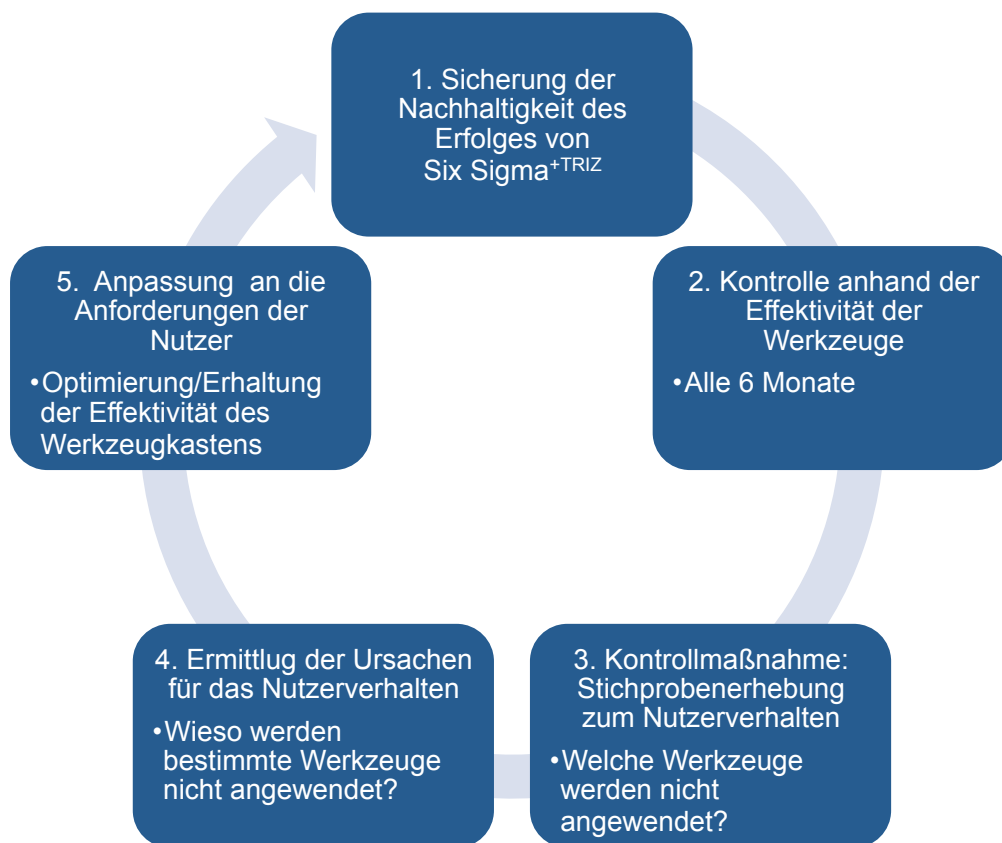 1. Sicherung der
Nachhaltigkeit des
Erfolges von
Six Sigma+TRIZ
2. Kontrolle anhand der
Effektivität der
Werkzeuge
•Alle 6 Monate
3. Kontrollmaßnahme:
Stichprobenerhebung
zum Nutzerverhalten
•Welche Werkzeuge
werden nicht
angewendet?
4. Ermittlug der Ursachen
für das Nutzerverhalten
•Wieso werden
bestimmte Werkzeuge
nicht angewendet?
5. Anpassung an die
Anforderungen der
Nutzer
•Optimierung/Erhaltung
der Effektivität des
Werkzeugkastens